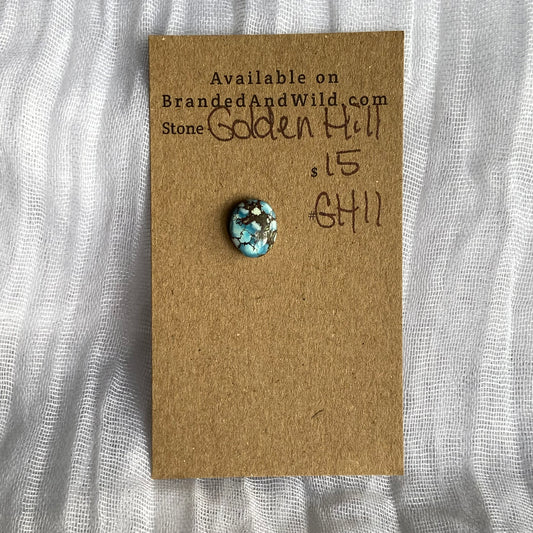 Available on
BrandedAndWild.com
Stone - Golden Hill
$ 15
#GH11